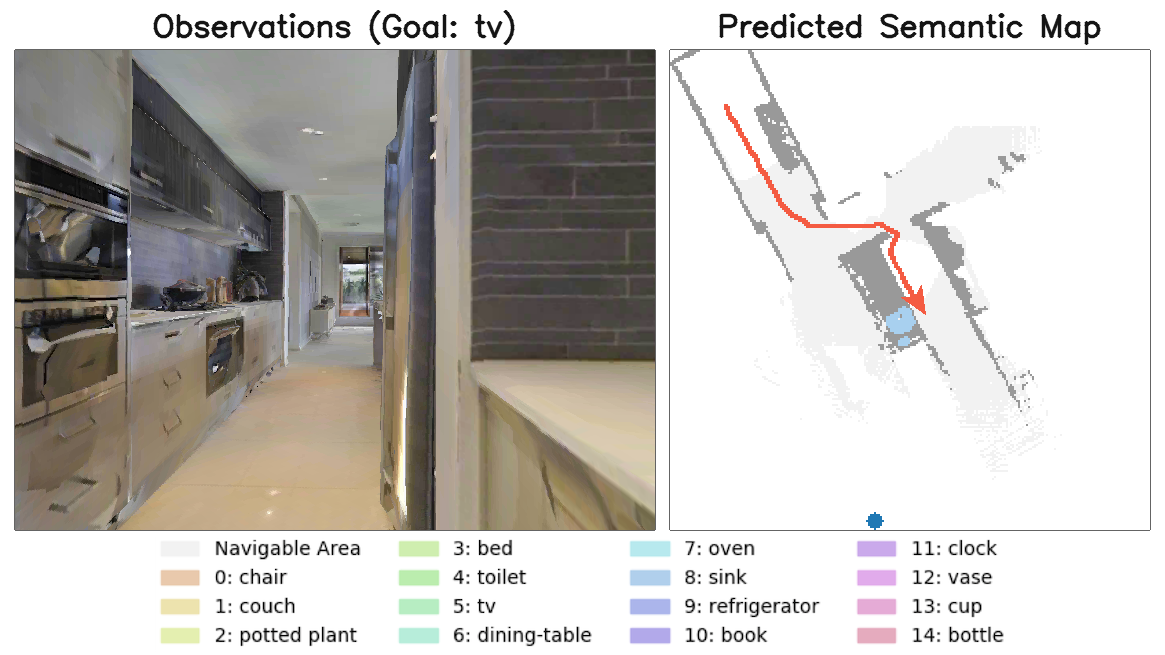 Observations (Goal: tv)
Predicted Semantic Map
Navigable Area
0: chair
1: couch
2: potted plant
3: bed
4: toilet
5: tv
6: dining-table
7: oven
8: sink
9: refrigerator
10: book
11: clock
12: vase
13: cup
14: bottle